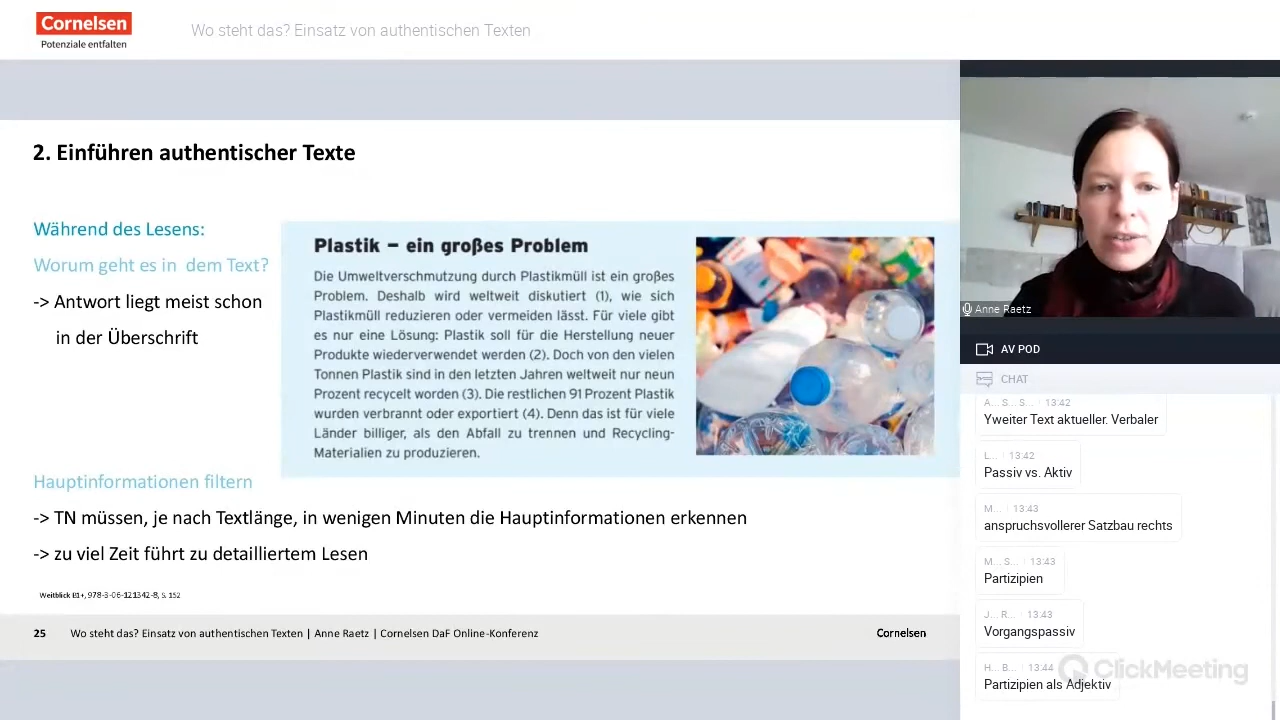 Cornelsen
Potenziale entfalten
Wo steht das? Einsatz von authentischen Texten
2. Einführen authentischer Texte
Während des Lesens:
Worum geht es in dem Text?
-> Antwort liegt meist schon
in der Überschrift
Plastik – ein großes Problem
Die Umweltverschmutzung durch Plastikmüll ist ein großes
Problem. Deshalb wird weltweit diskutiert (1), wie sich
Plastikmüll reduzieren oder vermeiden lässt. Für viele gibt
es nur eine Lösung: Plastik soll für die Herstellung neuer
Produkte wiederverwendet werden (2). Doch von den vielen
Tonnen Plastik sind in den letzten Jahren weltweit nur neun
Prozent recycelt worden (3). Die restlichen 91 Prozent Plastik
wurden verbrannt oder exportiert (4). Denn das ist für viele
Länder billiger, als den Abfall zu trennen und Recycling-
Materialien zu produzieren.
Hauptinformationen filtern
-> TN müssen, je nach Textlänge, in wenigen Minuten die Hauptinformationen erkennen
-> zu viel Zeit führt zu detailliertem Lesen
Weitblick B1+, 978-3-06-121342-8, S. 152
25 Wo steht das? Einsatz von authentischen Texten | Anne Raetz | Cornelsen DaF Online-Konferenz Cornelsen
Anne Raetz
AV POD
CHAT
A... S... S... 13:42
Yweiter Text aktueller. Verbaler
L... 13:42
Passiv vs. Aktiv
M... 13:43
anspruchsvollerer Satzbau rechts
M... S... 13:43
Partizipien
J... R... 13:43
Vorgangspassiv
H... B... 13:44
Partizipien als Adjektiv
ClickMeeting